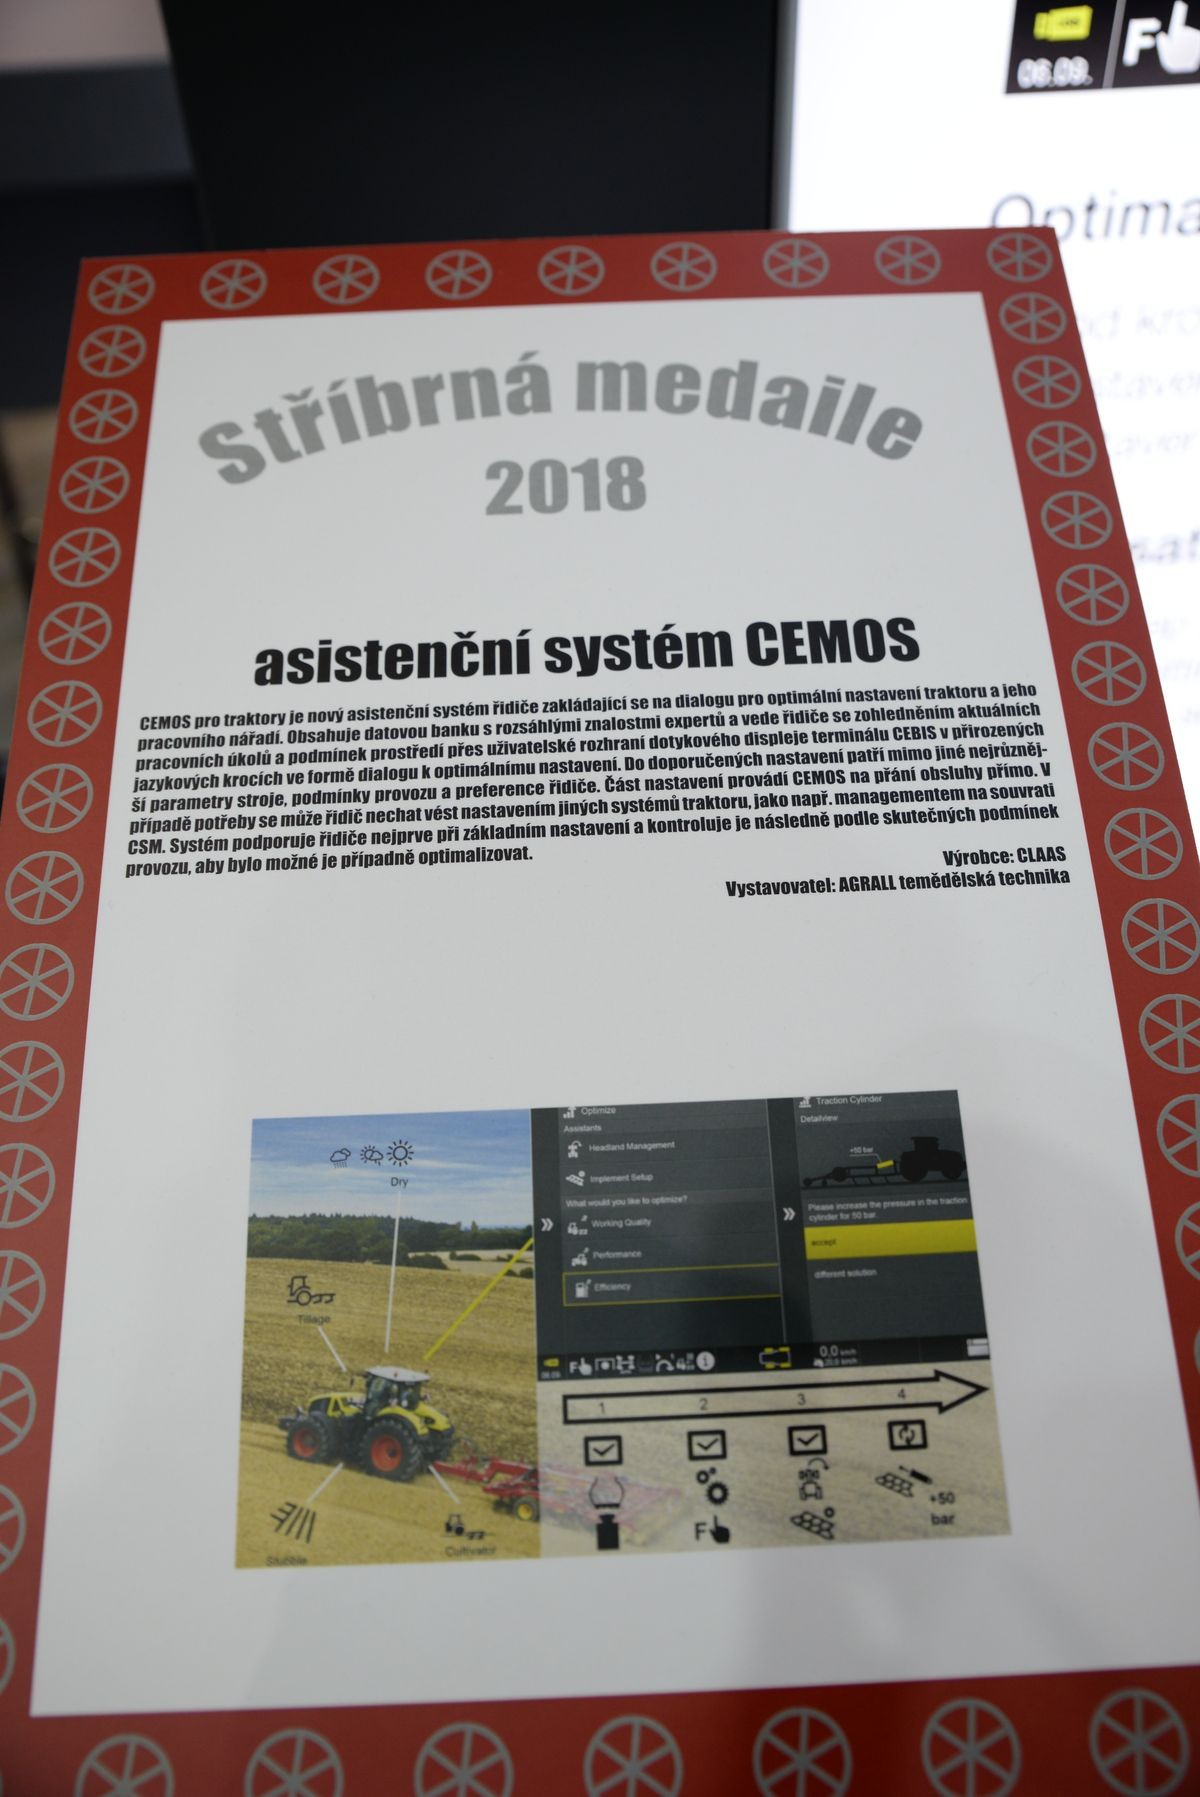 06.09.
F
Optima
Stříbrná medaile
2018
asistenční systém CEMOS
CEMOS pro traktory je nový asistenční systém řidiče zakládající se na dialogu pro optimální nastavení traktoru a jeho
pracovního nářadí. Obsahuje datovou banku s rozsáhlými znalostmi expertů a vede řidiče se zohledněním aktuálních
pracovních úkolů a podmínek prostředí přes uživatelské rozhraní dotykového displeje terminálu CEBIS v přirozených
jazykových krocích ve formě dialogu k optimálnímu nastavení. Do doporučených nastavení patří mimo jiné nejrůzněj-
ší parametry stroje, podmínky provozu a preference řidiče. Část nastavení provádí CEMOS na přání obsluhy přímo. V
případě potřeby se může řidič nechat vést nastavením jiných systémů traktoru, jako např. managementem na souvrati
CSM. Systém podporuje řidiče nejprve při základním nastavení a kontroluje je následně podle skutečných podmínek
provozu, aby bylo možné je případně optimalizovat.
Výrobce: CLAAS
Vystavovatel: AGRALL temědělská technika
Dry
Tillage
Stubble
Cultivator
Optimize
Assistants
Headland Management
Implement Setup
What would you like to optimize?
Working Quality
Performance
Efficiency
Traction Cylinder
Detailview
+50 bar
Please increase the pressure in the traction
cylinder for 50 bar.
accept
different solution
06.09.
F
0,0 km/h
1 2 3 4
F
+50
bar